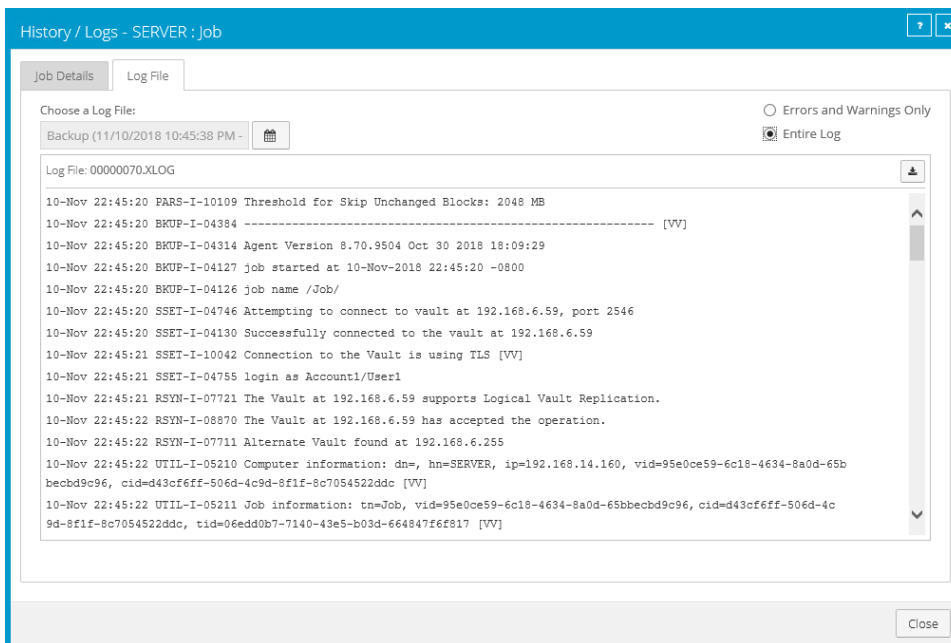 History / Logs - SERVER : Job
?
×
Job Details
Log File
Choose a Log File:
Errors and Warnings Only
Backup (11/10/2018 10:45:38 PM -
Entire Log
Log File: 00000070.XLOG
10-Nov 22:45:20 PARS-I-10109 Threshold for Skip Unchanged Blocks: 2048 MB
10-Nov 22:45:20 BKUP-I-04384 ------------------------------------------------------------ [VV]
10-Nov 22:45:20 BKUP-I-04314 Agent Version 8.70.9504 Oct 30 2018 18:09:29
10-Nov 22:45:20 BKUP-I-04127 job started at 10-Nov-2018 22:45:20 -0800
10-Nov 22:45:20 BKUP-I-04126 job name /Job/
10-Nov 22:45:20 SSET-I-04746 Attempting to connect to vault at 192.168.6.59, port 2546
10-Nov 22:45:20 SSET-I-04130 Successfully connected to the vault at 192.168.6.59
10-Nov 22:45:21 SSET-I-10042 Connection to the Vault is using TLS [VV]
10-Nov 22:45:21 SSET-I-04755 login as Account1/User1
10-Nov 22:45:21 RSYN-I-07721 The Vault at 192.168.6.59 supports Logical Vault Replication.
10-Nov 22:45:22 RSYN-I-08870 The Vault at 192.168.6.59 has accepted the operation.
10-Nov 22:45:22 RSYN-I-07711 Alternate Vault found at 192.168.6.255
10-Nov 22:45:22 UTIL-I-05210 Computer information: dn=, hn=SERVER, ip=192.168.14.160, vid=95e0ce59-6c18-4634-8a0d-65b
becbd9c96, cid=d43cf6ff-506d-4c9d-8f1f-8c7054522ddc [VV]
10-Nov 22:45:22 UTIL-I-05211 Job information: tn=Job, vid=95e0ce59-6c18-4634-8a0d-65bbecbd9c96, cid=d43cf6ff-506d-4c
9d-8f1f-8c7054522ddc, tid=06edd0b7-7140-43e5-b03d-664847f6f817 [VV]
Close